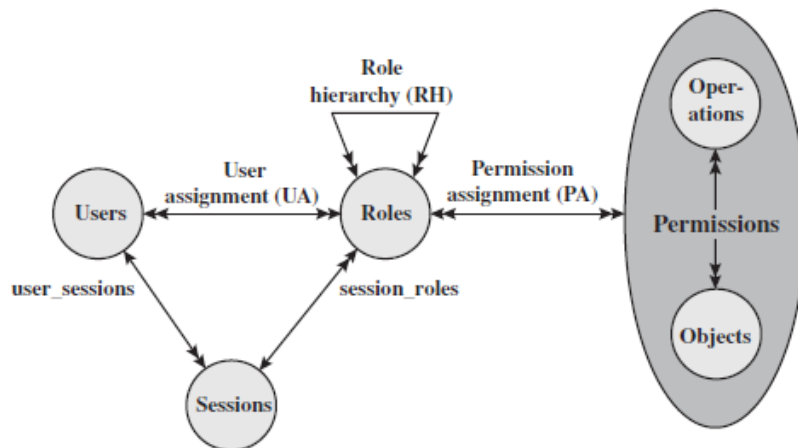 Role
hierarchy (RH)
Oper-
ations
User
assignment (UA)
Permission
assignment (PA)
Users
Roles
Permissions
user_sessions
session_roles
Objects
Sessions